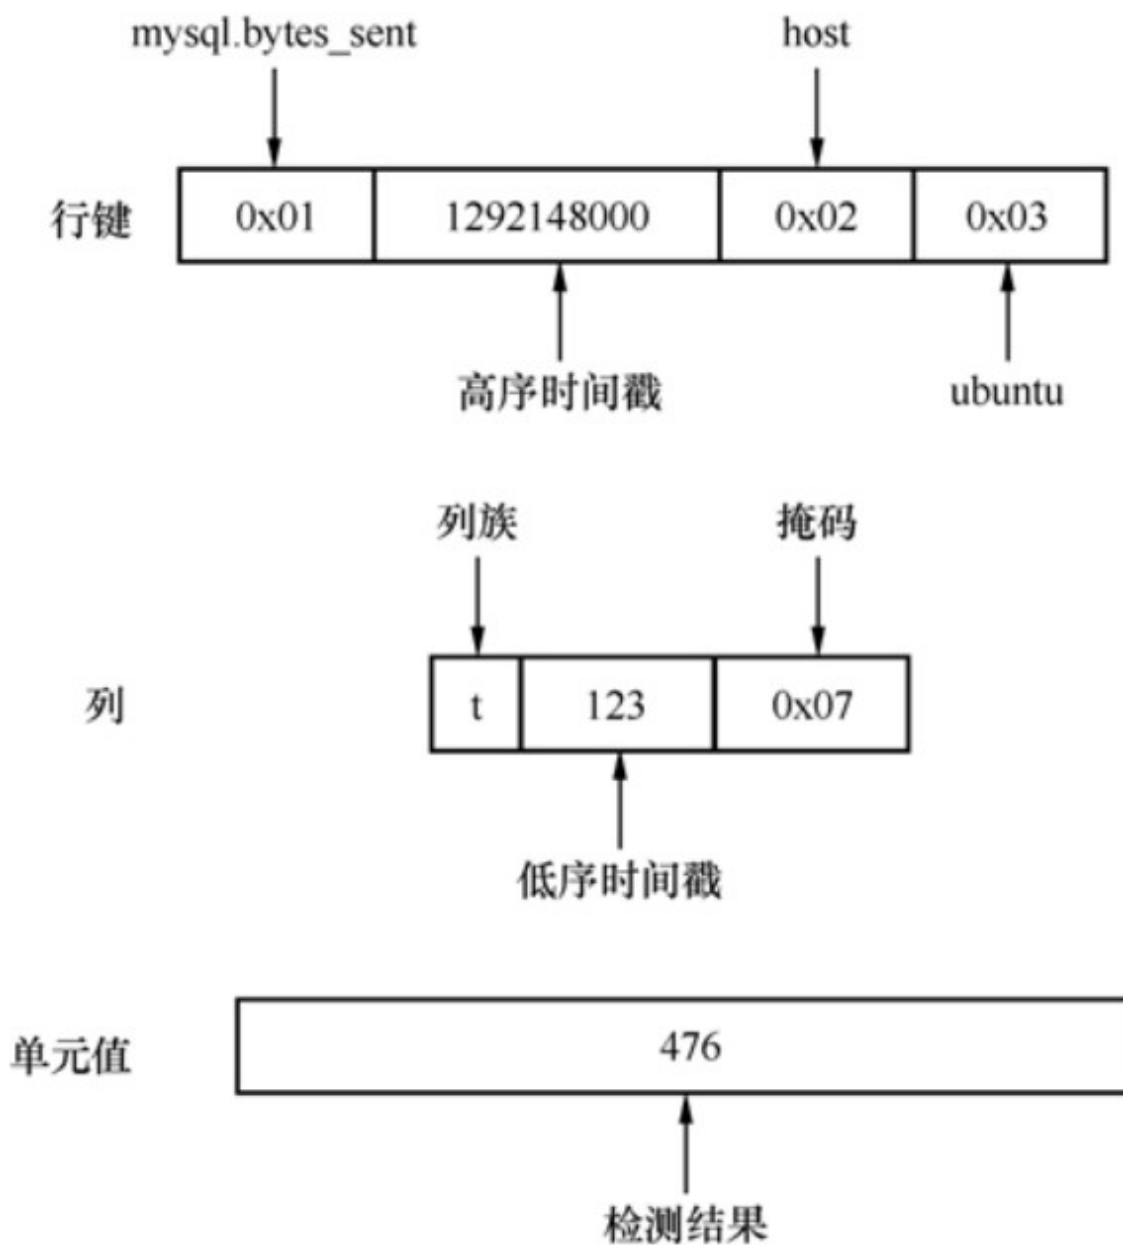 mysql.bytes_sent host
行键 0x01 1292148000 0x02 0x03
高序时间戳 ubuntu
列族 掩码
列 t 123 0x07
低序时间戳
单元值 476
检测结果